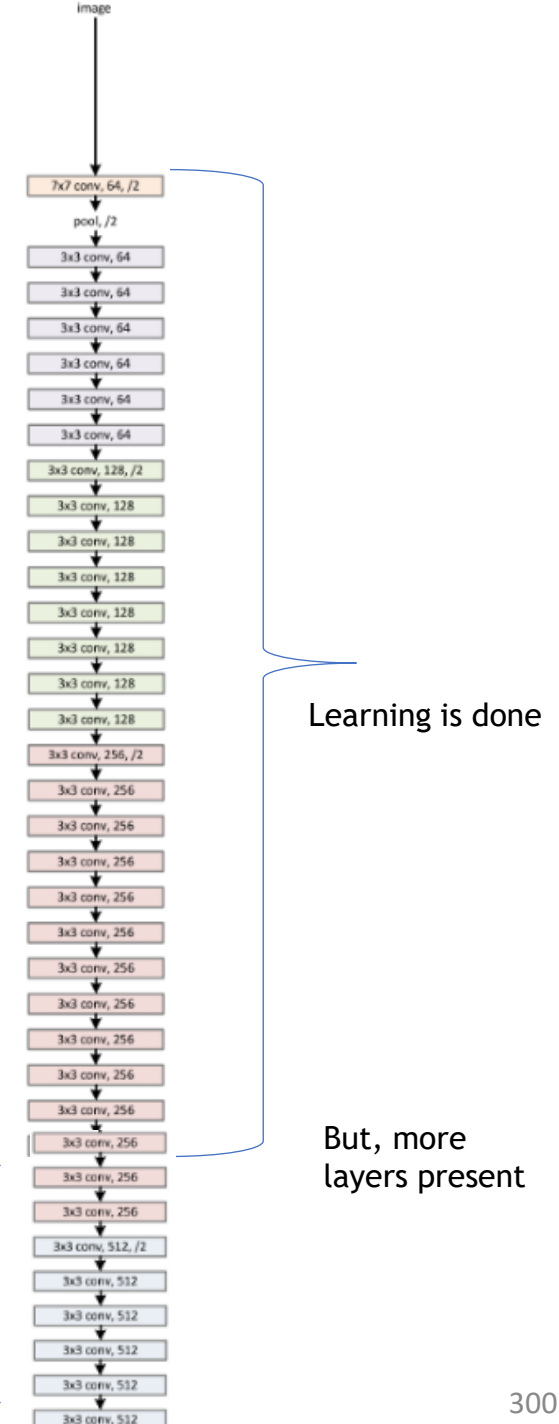 image
7x7 conv, 64, /2
pool, /2
3x3 conv, 64
3x3 conv, 64
3x3 conv, 64
3x3 conv, 64
3x3 conv, 64
3x3 conv, 64
3x3 conv, 128, /2
3x3 conv, 128
3x3 conv, 128
3x3 conv, 128
3x3 conv, 128
3x3 conv, 128
3x3 conv, 128
3x3 conv, 128
3x3 conv, 256, /2
3x3 conv, 256
3x3 conv, 256
3x3 conv, 256
3x3 conv, 256
3x3 conv, 256
3x3 conv, 256
3x3 conv, 256
3x3 conv, 256
3x3 conv, 256
3x3 conv, 256
3x3 conv, 256
3x3 conv, 256
3x3 conv, 256
3x3 conv, 512, /2
3x3 conv, 512
3x3 conv, 512
3x3 conv, 512
3x3 conv, 512
3x3 conv, 512
Learning is done
But, more
layers present
300